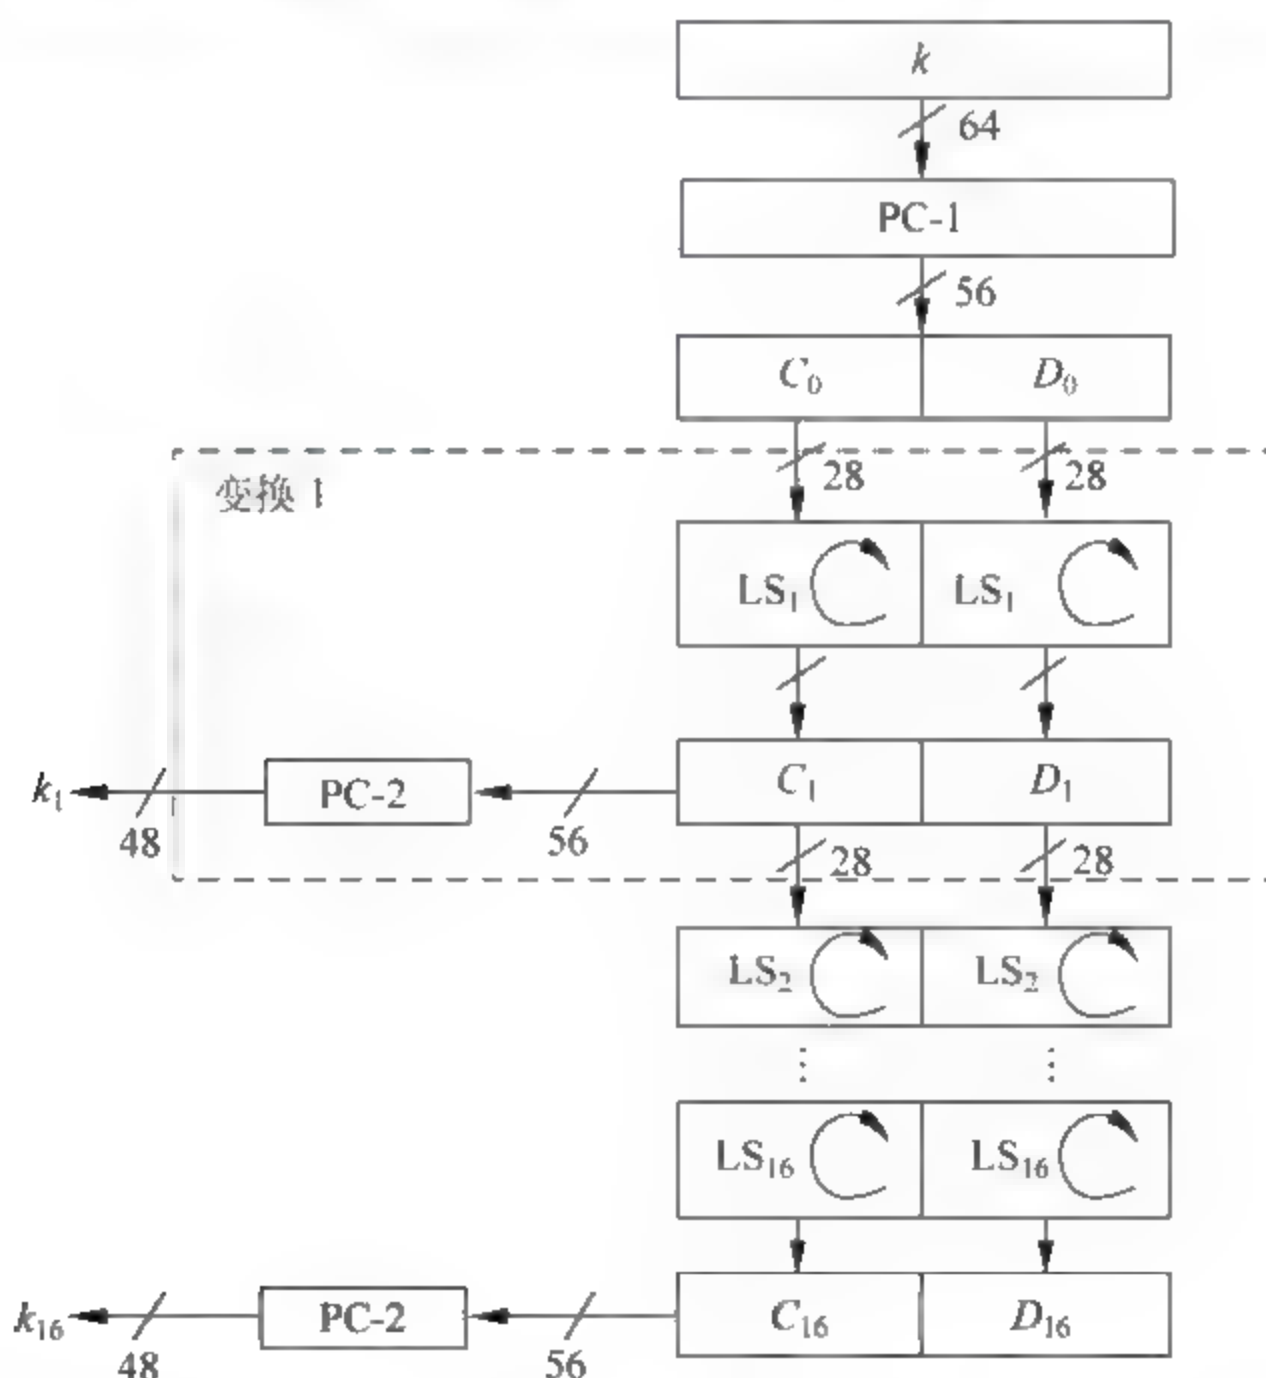 k
64
PC-1
56
C₀ D₀
28 28
变换 1
LS₁ LS₁
k₁ PC-2 C₁ D₁
48 56
28 28
LS₂ LS₂
⋮ ⋮
LS₁₆ LS₁₆
k₁₆ PC-2 C₁₆ D₁₆
48 56